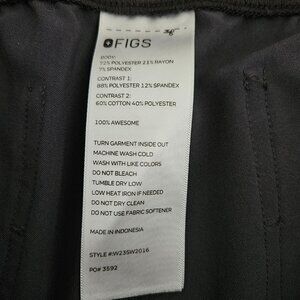 FIGS
BODY:
72% POLYESTER 21% RAYON
7% SPANDEX
CONTRAST 1:
88% POLYESTER 12% SPANDEX
CONTRAST 2:
60% COTTON 40% POLYESTER
100% AWESOME
TURN GARMENT INSIDE OUT
MACHINE WASH COLD
WASH WITH LIKE COLORS
DO NOT BLEACH
TUMBLE DRY LOW
LOW HEAT IRON IF NEEDED
DO NOT DRY CLEAN
DO NOT USE FABRIC SOFTENER
MADE IN INDONESIA
STYLE #:W23SW2016
PO# 3592